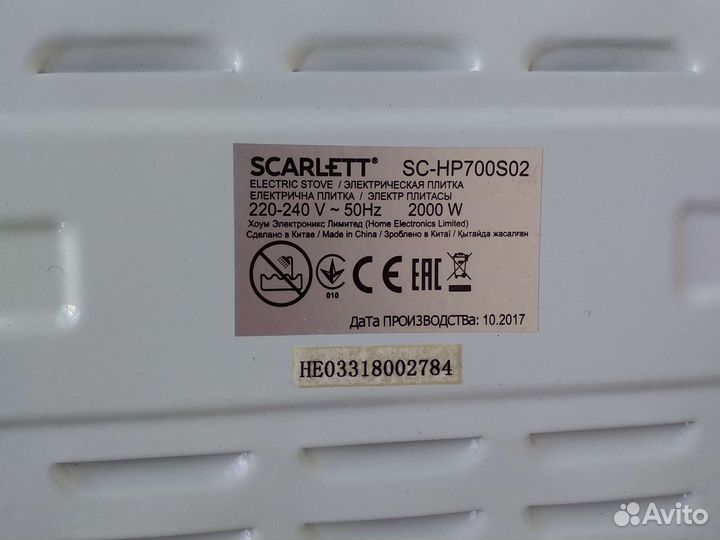 SCARLETT® SC-HP700S02
ELECTRIC STOVE / ЭЛЕКТРИЧЕСКАЯ ПЛИТКА
ЕЛЕКТРИЧНА ПЛИТКА / ЭЛЕКТР ПЛИТАСЫ
220-240 V ~ 50Hz 2000 W
Хоум Электроникс Лимитед (Home Electronics Limited)
Сделано в Китае / Made in China / Зроблено в Китаї / Қытайда жасалған
010
CE EAC
ДАТА ПРОИЗВОДСТВА: 10.2017
HE03318002784
Avito